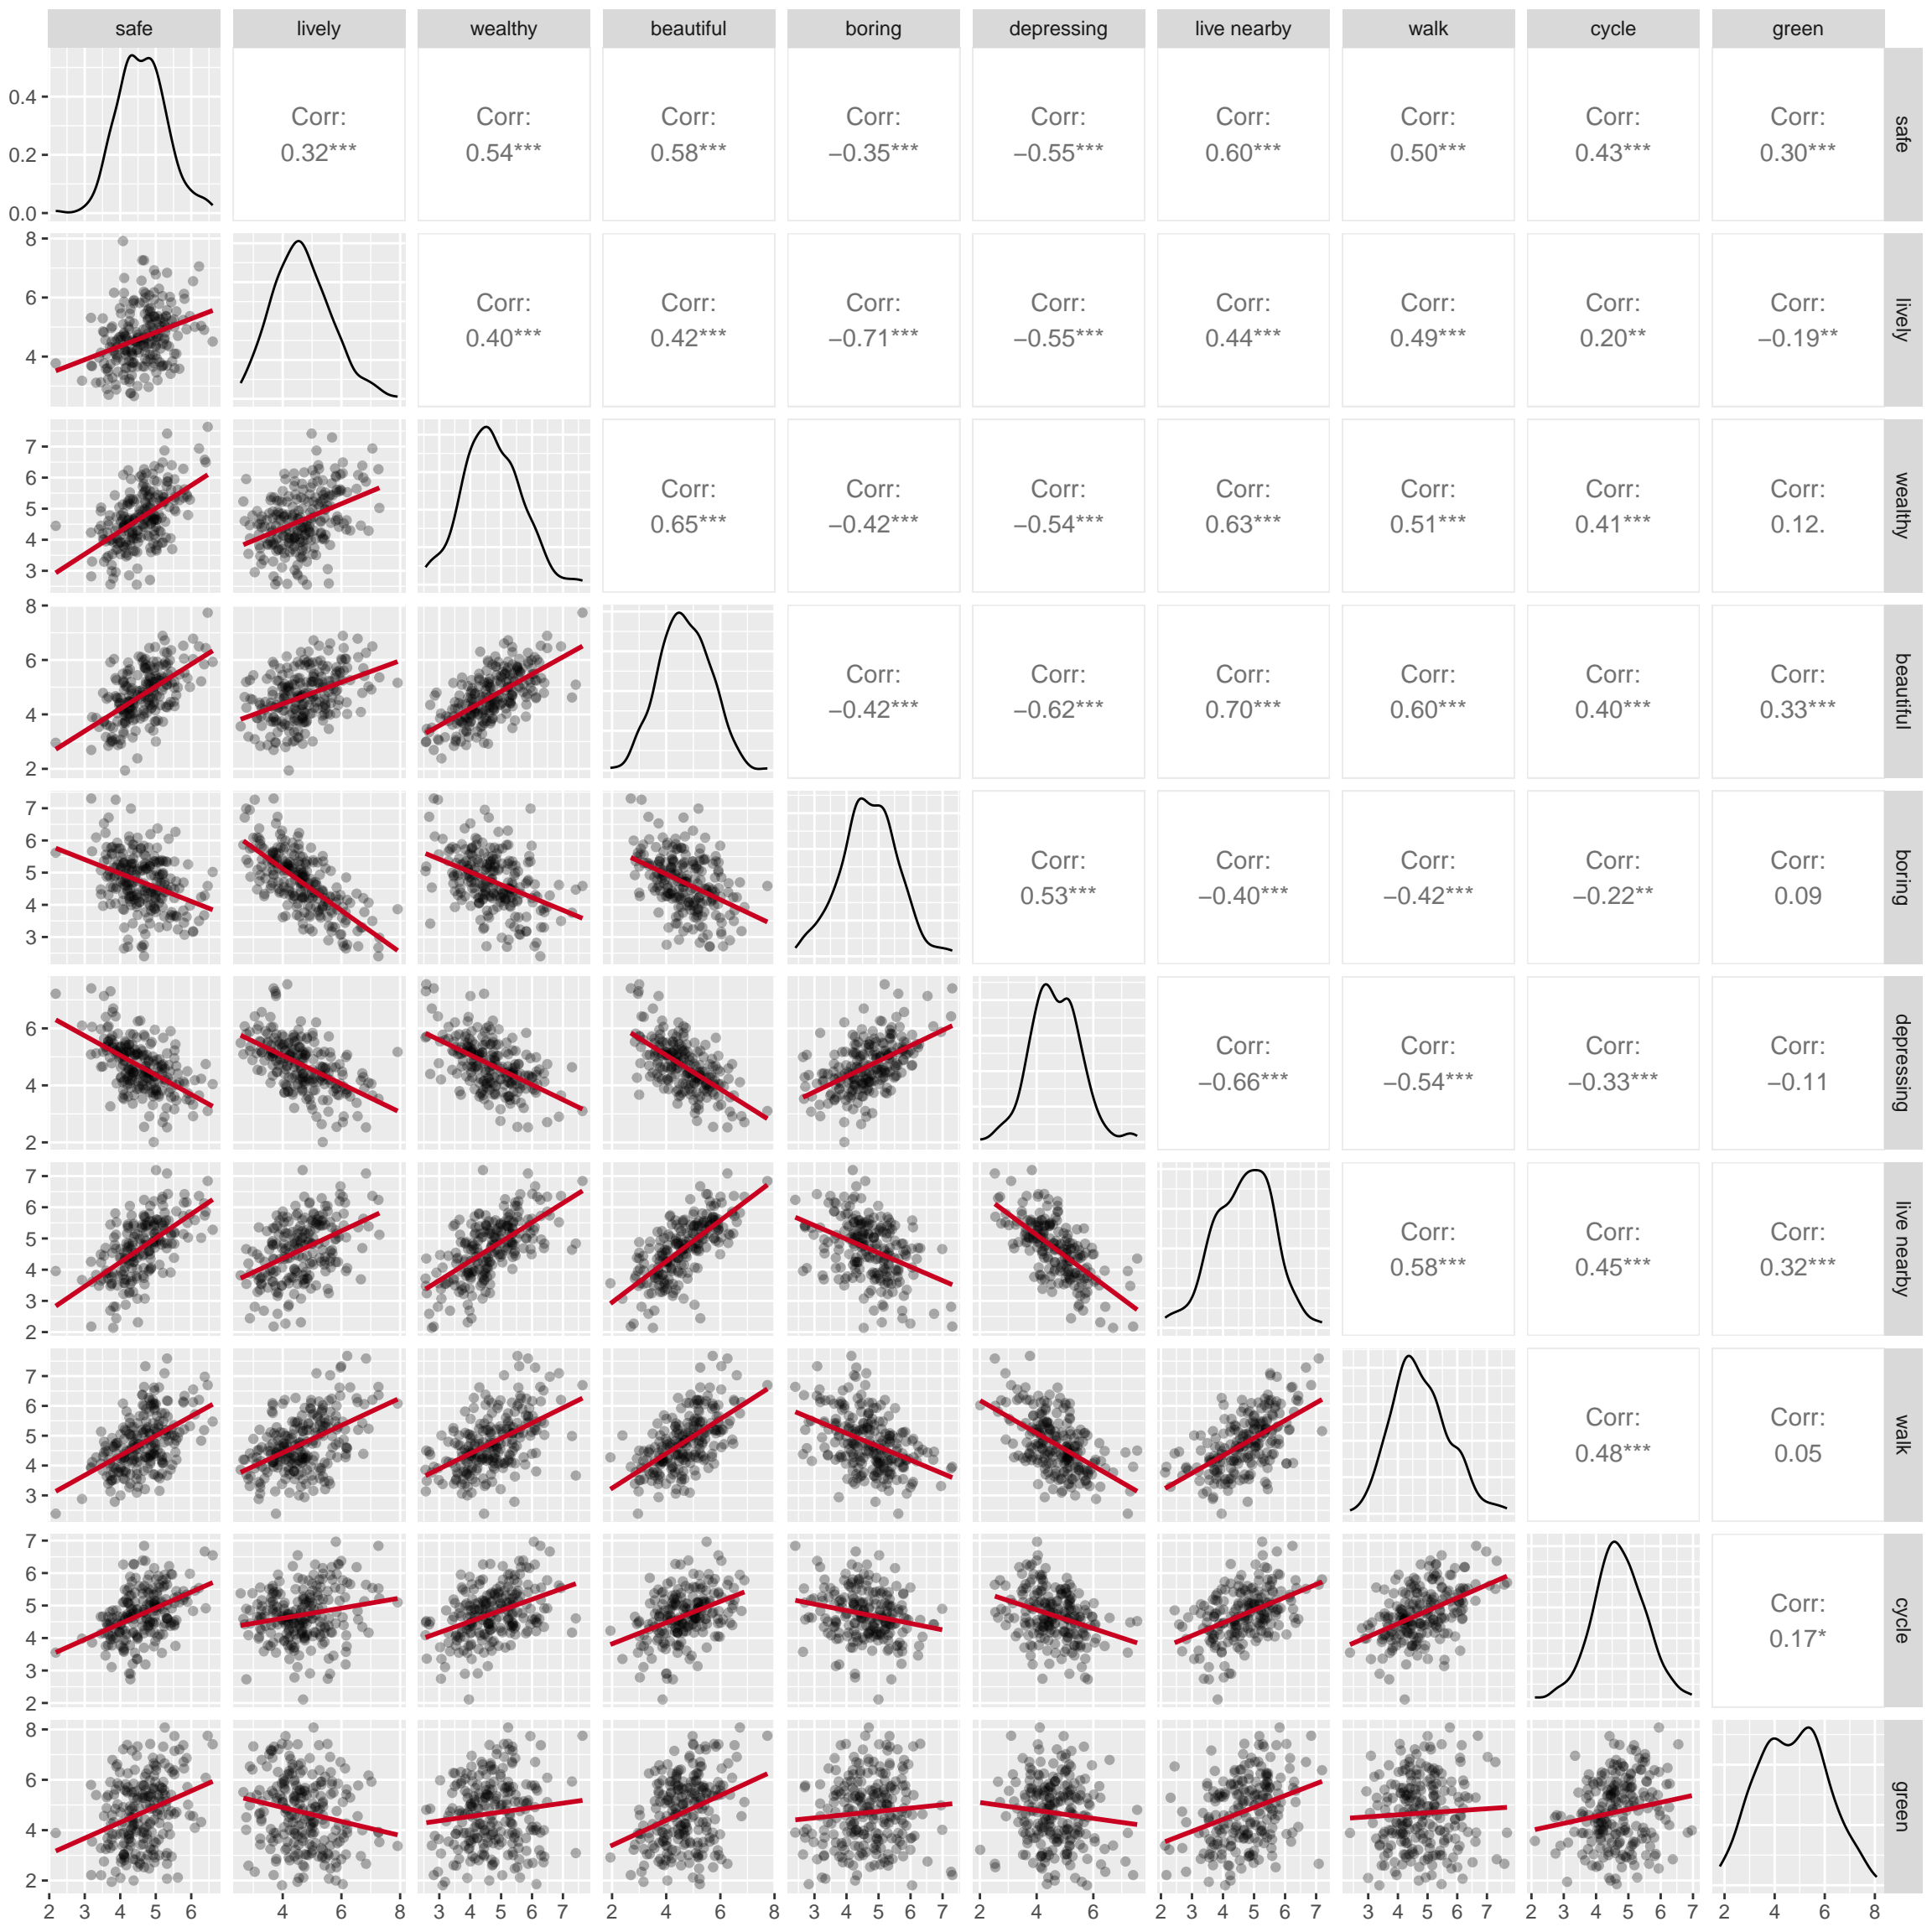 safe lively wealthy beautiful boring depressing live nearby walk cycle green
0.4
0.2
0.0
Corr: Corr: Corr: Corr: Corr: Corr: Corr: Corr: Corr:
0.32*** 0.54*** 0.58*** −0.35*** −0.55*** 0.60*** 0.50*** 0.43*** 0.30***
safe
8
6
4
Corr: Corr: Corr: Corr: Corr: Corr: Corr: Corr:
0.40*** 0.42*** −0.71*** −0.55*** 0.44*** 0.49*** 0.20** −0.19**
lively
7
6
5
4
3
Corr: Corr: Corr: Corr: Corr: Corr: Corr:
0.65*** −0.42*** −0.54*** 0.63*** 0.51*** 0.41*** 0.12.
wealthy
8
6
4
2
Corr: Corr: Corr: Corr: Corr: Corr:
−0.42*** −0.62*** 0.70*** 0.60*** 0.40*** 0.33***
beautiful
7
6
5
4
3
Corr: Corr: Corr: Corr: Corr:
0.53*** −0.40*** −0.42*** −0.22** 0.09
boring
6
4
2
Corr: Corr: Corr: Corr:
−0.66*** −0.54*** −0.33*** −0.11
depressing
7
6
5
4
3
2
Corr: Corr: Corr:
0.58*** 0.45*** 0.32***
live nearby
7
6
5
4
3
Corr: Corr:
0.48*** 0.05
walk
7
6
5
4
3
2
Corr:
0.17*
cycle
8
6
4
2
green
2 3 4 5 6 4 6 8 3 4 5 6 7 2 4 6 8 3 4 5 6 7 2 4 6 2 3 4 5 6 7 3 4 5 6 7 2 3 4 5 6 7 2 4 6 8